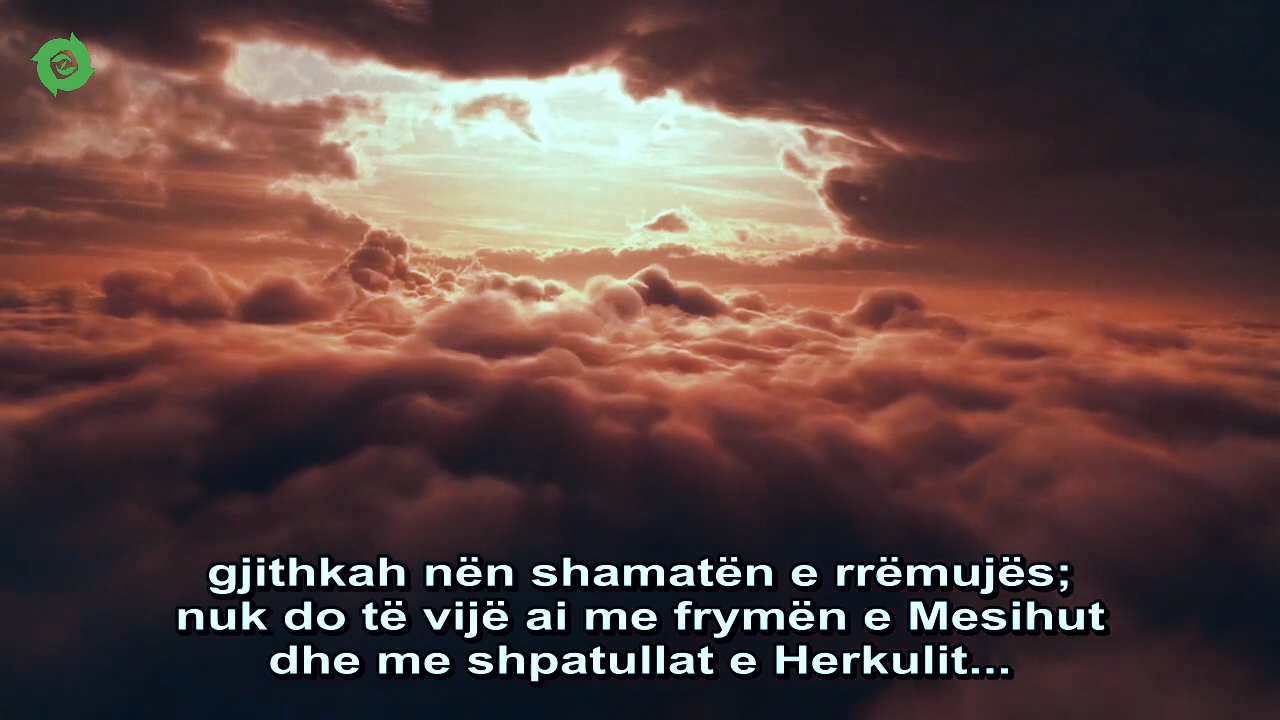 gjithkah nën shamatën e rrëmujës;
nuk do të vijë ai me frymën e Mesihut
dhe me shpatullat e Herkulit...